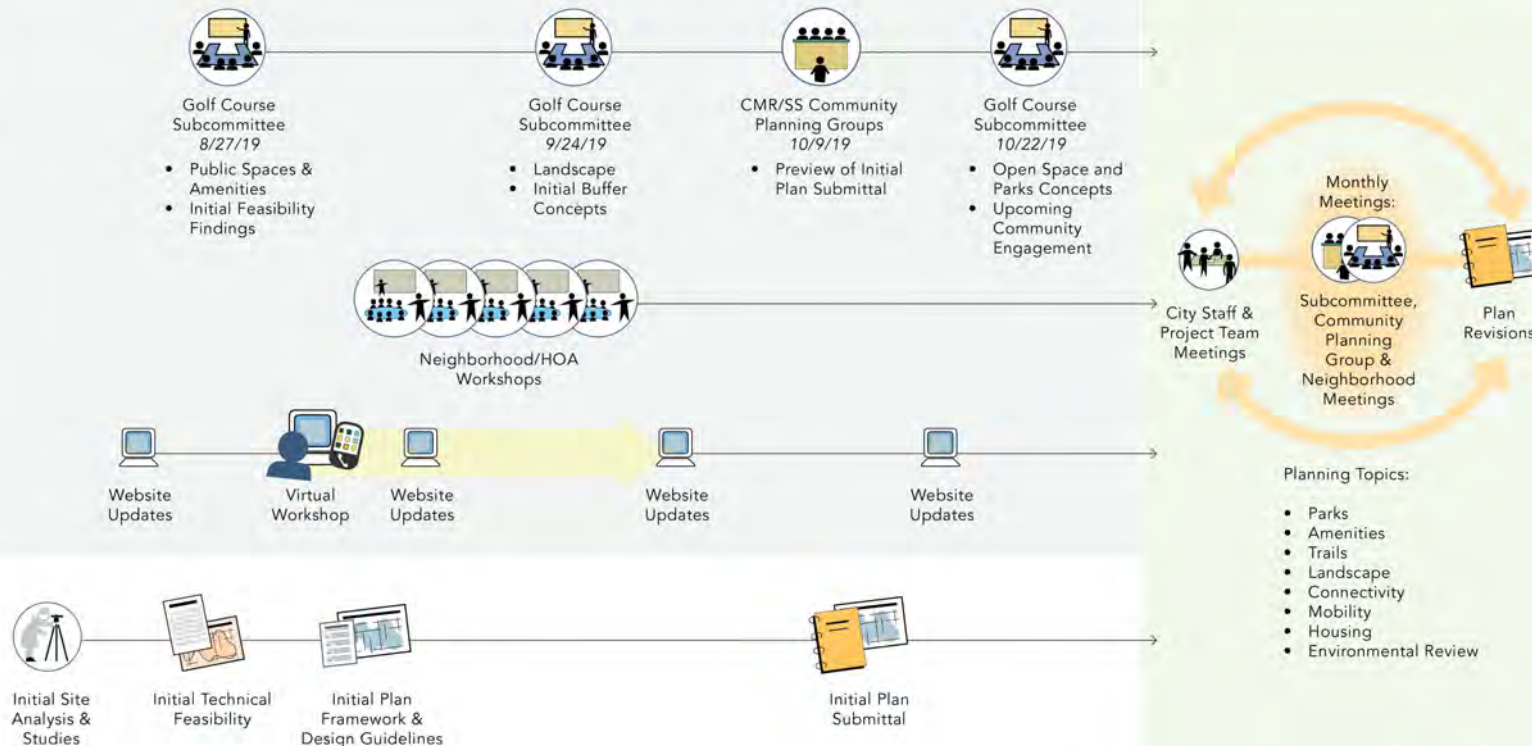 Golf Course
Subcommittee
8/27/19
• Public Spaces &
Amenities
• Initial Feasibility
Findings
Golf Course
Subcommittee
9/24/19
• Landscape
• Initial Buffer
Concepts
CMR/SS Community
Planning Groups
10/9/19
• Preview of Initial
Plan Submittal
Golf Course
Subcommittee
10/22/19
• Open Space and
Parks Concepts
• Upcoming
Community
Engagement
Neighborhood/HOA
Workshops
Website
Updates
Virtual
Workshop
Website
Updates
Website
Updates
Website
Updates
Initial Site
Analysis &
Studies
Initial Technical
Feasibility
Initial Plan
Framework &
Design Guidelines
Initial Plan
Submittal
Monthly
Meetings:
City Staff &
Project Team
Meetings
Subcommittee,
Community
Planning
Group &
Neighborhood
Meetings
Plan
Revisions
Planning Topics:
• Parks
• Amenities
• Trails
• Landscape
• Connectivity
• Mobility
• Housing
• Environmental Review